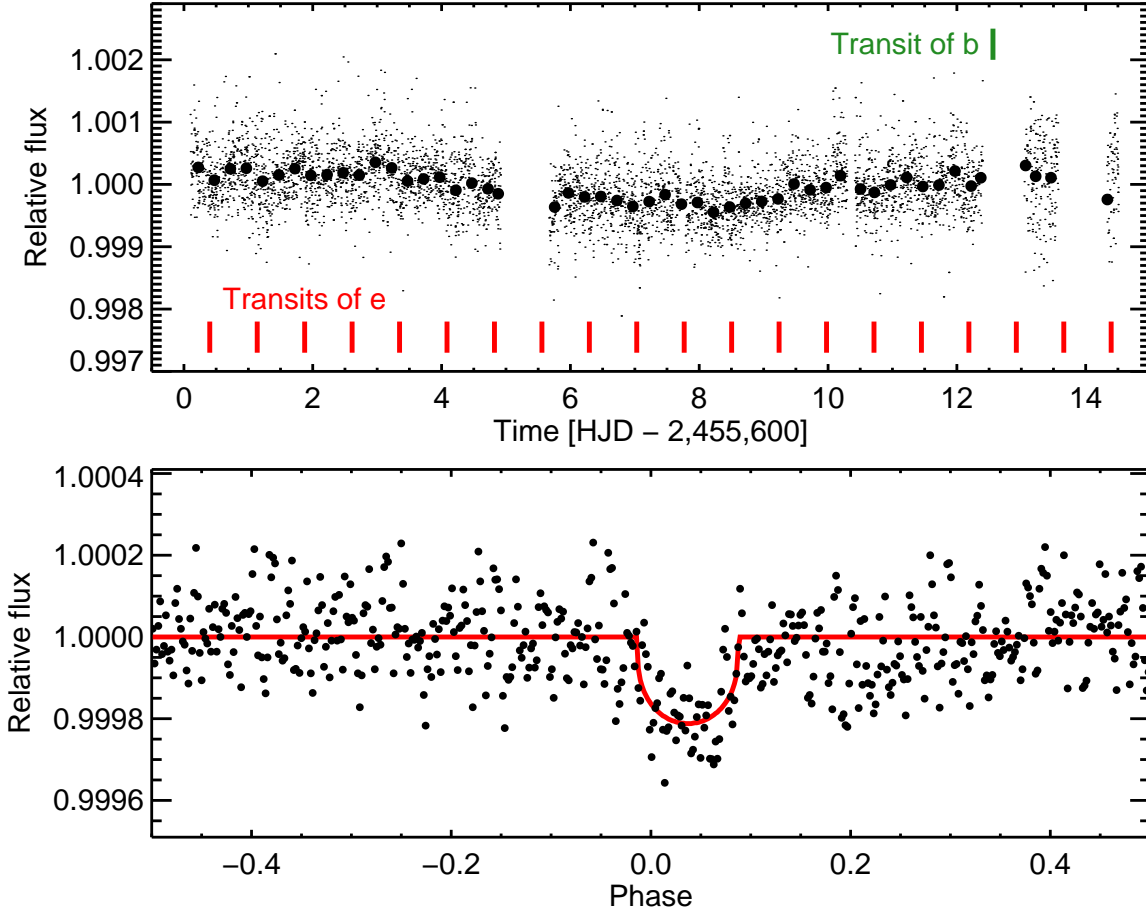 Transit of b
1.002
1.001
1.000
0.999
0.998
0.997
Relative flux
Transits of e
0 2 4 6 8 10 12 14
Time [HJD − 2,455,600]
1.0004
1.0002
1.0000
0.9998
0.9996
Relative flux
−0.4 −0.2 0.0 0.2 0.4
Phase